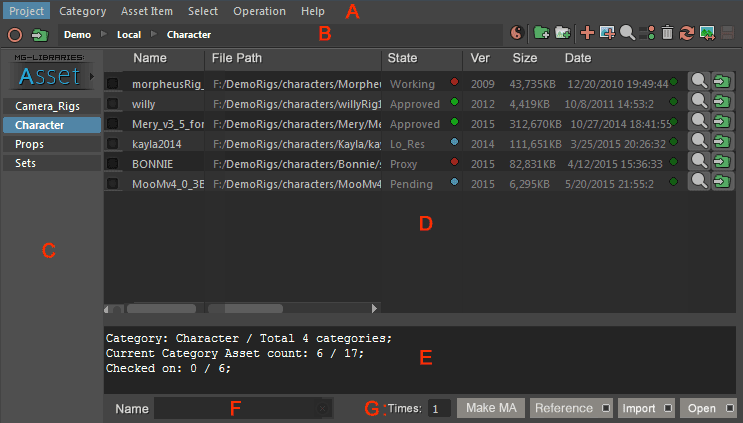 Project Category Asset Item Select Operation Help A
Demo Local Character B
MG-LIBRARIES
Asset
Camera_Rigs
Character
Props
Sets
C
Name File Path State Ver Size Date
morpheusRig_ F:/DemoRigs/characters/Morpheu Working 2009 43,735KB 12/20/2010 19:49:44
willy F:/DemoRigs/characters/willyRig1 Approved 2012 4,419KB 10/8/2011 14:53:2
Mery_v3_5_for F:/DemoRigs/characters/Mery/Me Approved 2015 312,670KB 10/27/2014 18:41:55
kayla2014 F:/DemoRigs/characters/Kayla/kay Lo_Res 2014 111,651KB 3/25/2015 20:26:32
BONNIE F:/DemoRigs/characters/Bonnie/s Proxy 2015 82,831KB 4/12/2015 15:36:33
MooMv4_0_3E F:/DemoRigs/characters/MooMv4 Pending 2015 6,295KB 5/20/2015 21:55:2
D
Category: Character / Total 4 categories;
Current Category Asset count: 6 / 17;
Checked on: 0 / 6;
E
Name F G: Times: 1 Make MA Reference Import Open